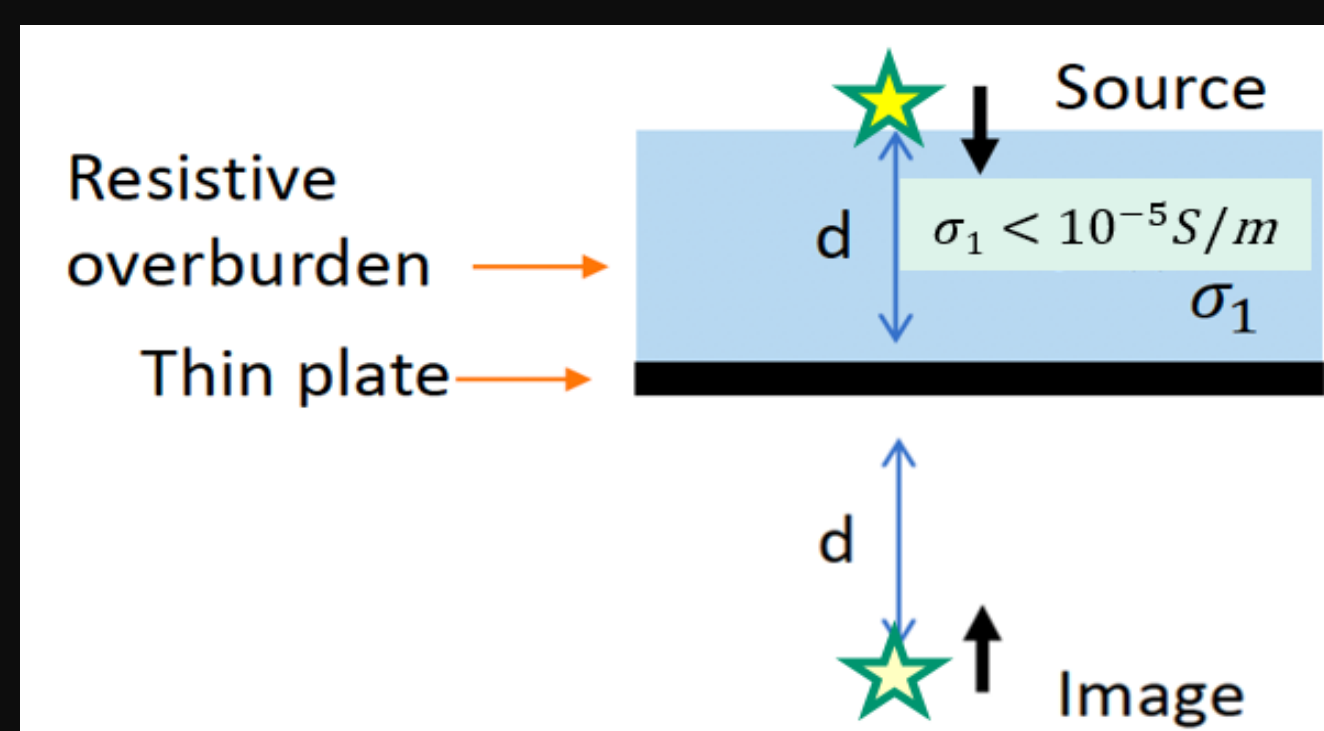 Source
Resistive
overburden
d
σ₁ < 10⁻⁵S/m
σ₁
Thin plate
d
Image